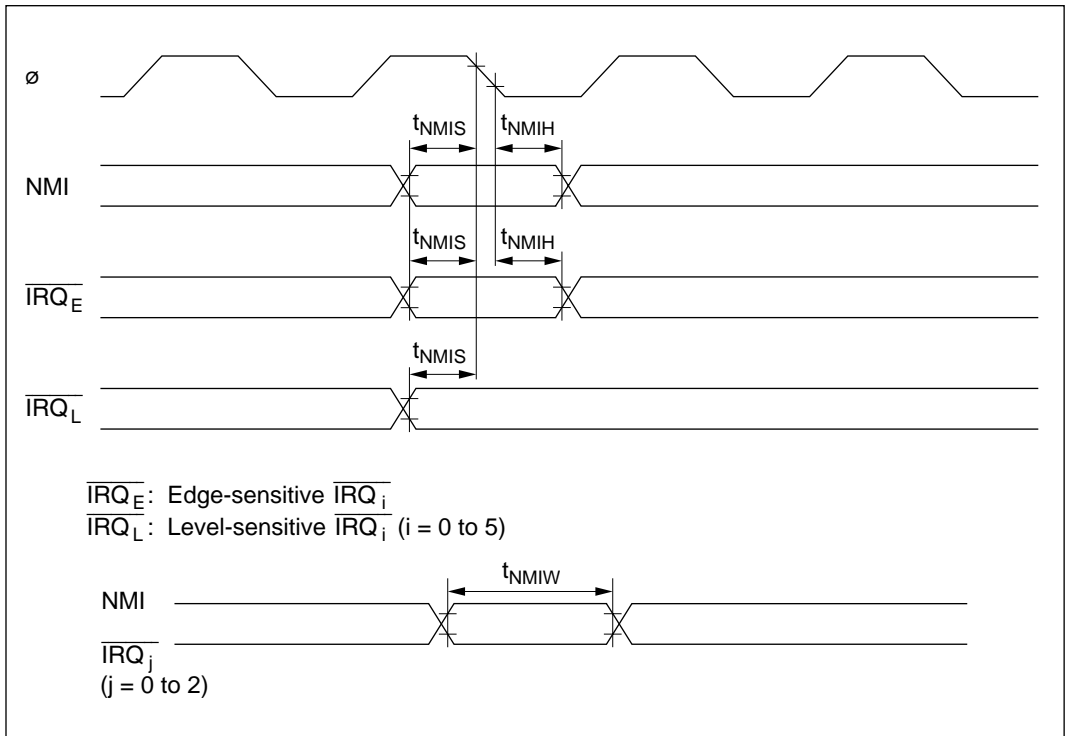 ø
tNMIS tNMIH
NMI
tNMIS tNMIH
IRQE
tNMIS
IRQL
IRQE: Edge-sensitive IRQi
IRQL: Level-sensitive IRQi (i = 0 to 5)
tNMIW
NMI
IRQj
(j = 0 to 2)